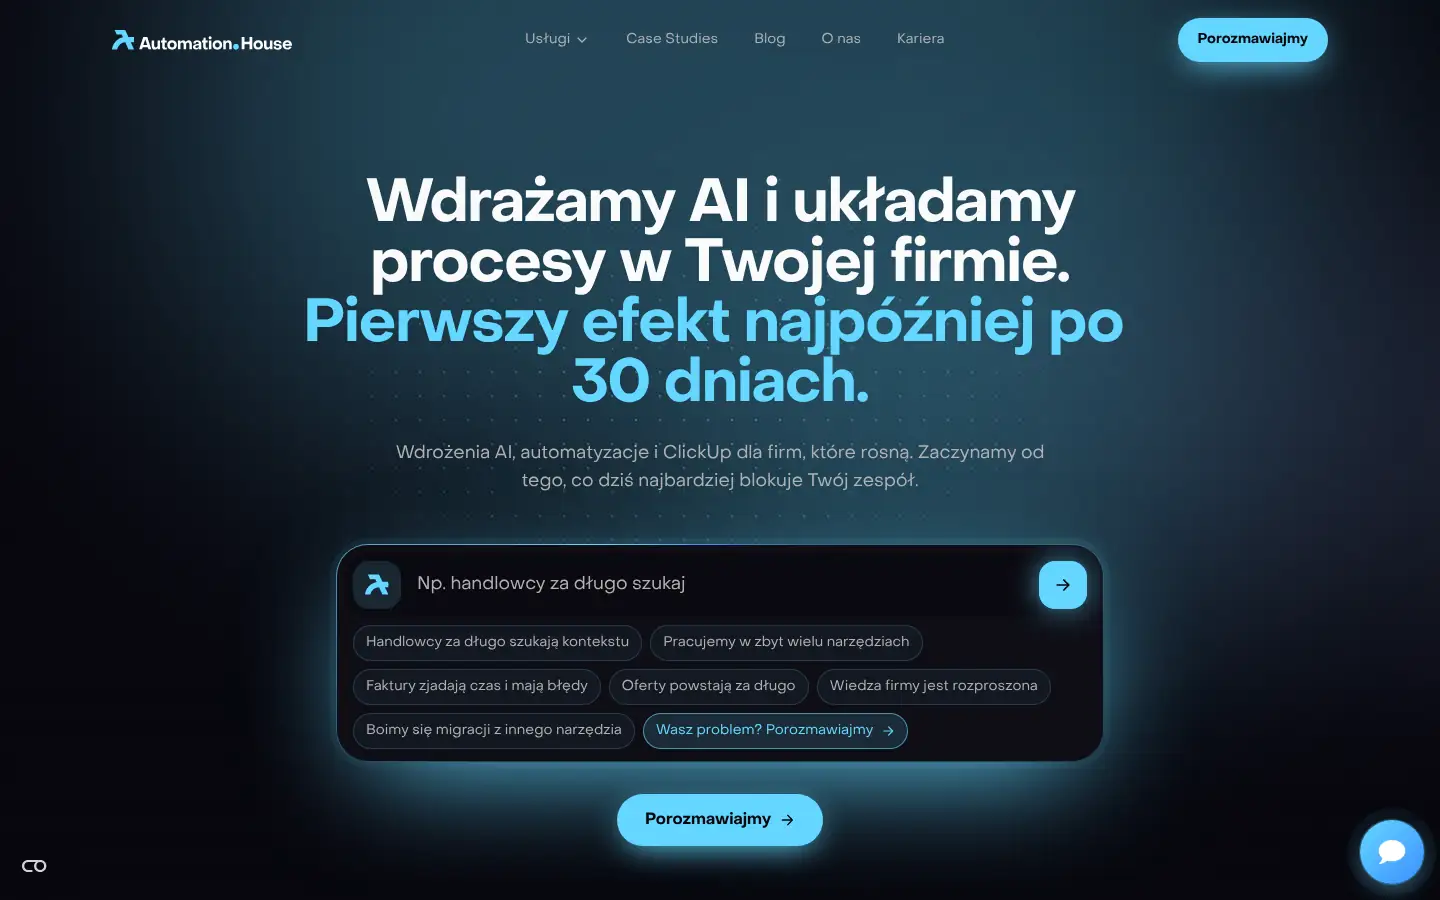 Automation.House
Usługi
Case Studies
Blog
O nas
Kariera
Porozmawiajmy
Wdrażamy AI i układamy
procesy w Twojej firmie.
Pierwszy efekt najpóźniej po
30 dniach.
Wdrożenia AI, automatyzacje i ClickUp dla firm, które rosną. Zaczynamy od
tego, co dziś najbardziej blokuje Twój zespół.
Np. handlowcy za długo szukaj
Handlowcy za długo szukają kontekstu
Pracujemy w zbyt wielu narzędziach
Faktury zjadają czas i mają błędy
Oferty powstają za długo
Wiedza firmy jest rozproszona
Boimy się migracji z innego narzędzia
Wasz problem? Porozmawiajmy →
Porozmawiajmy →